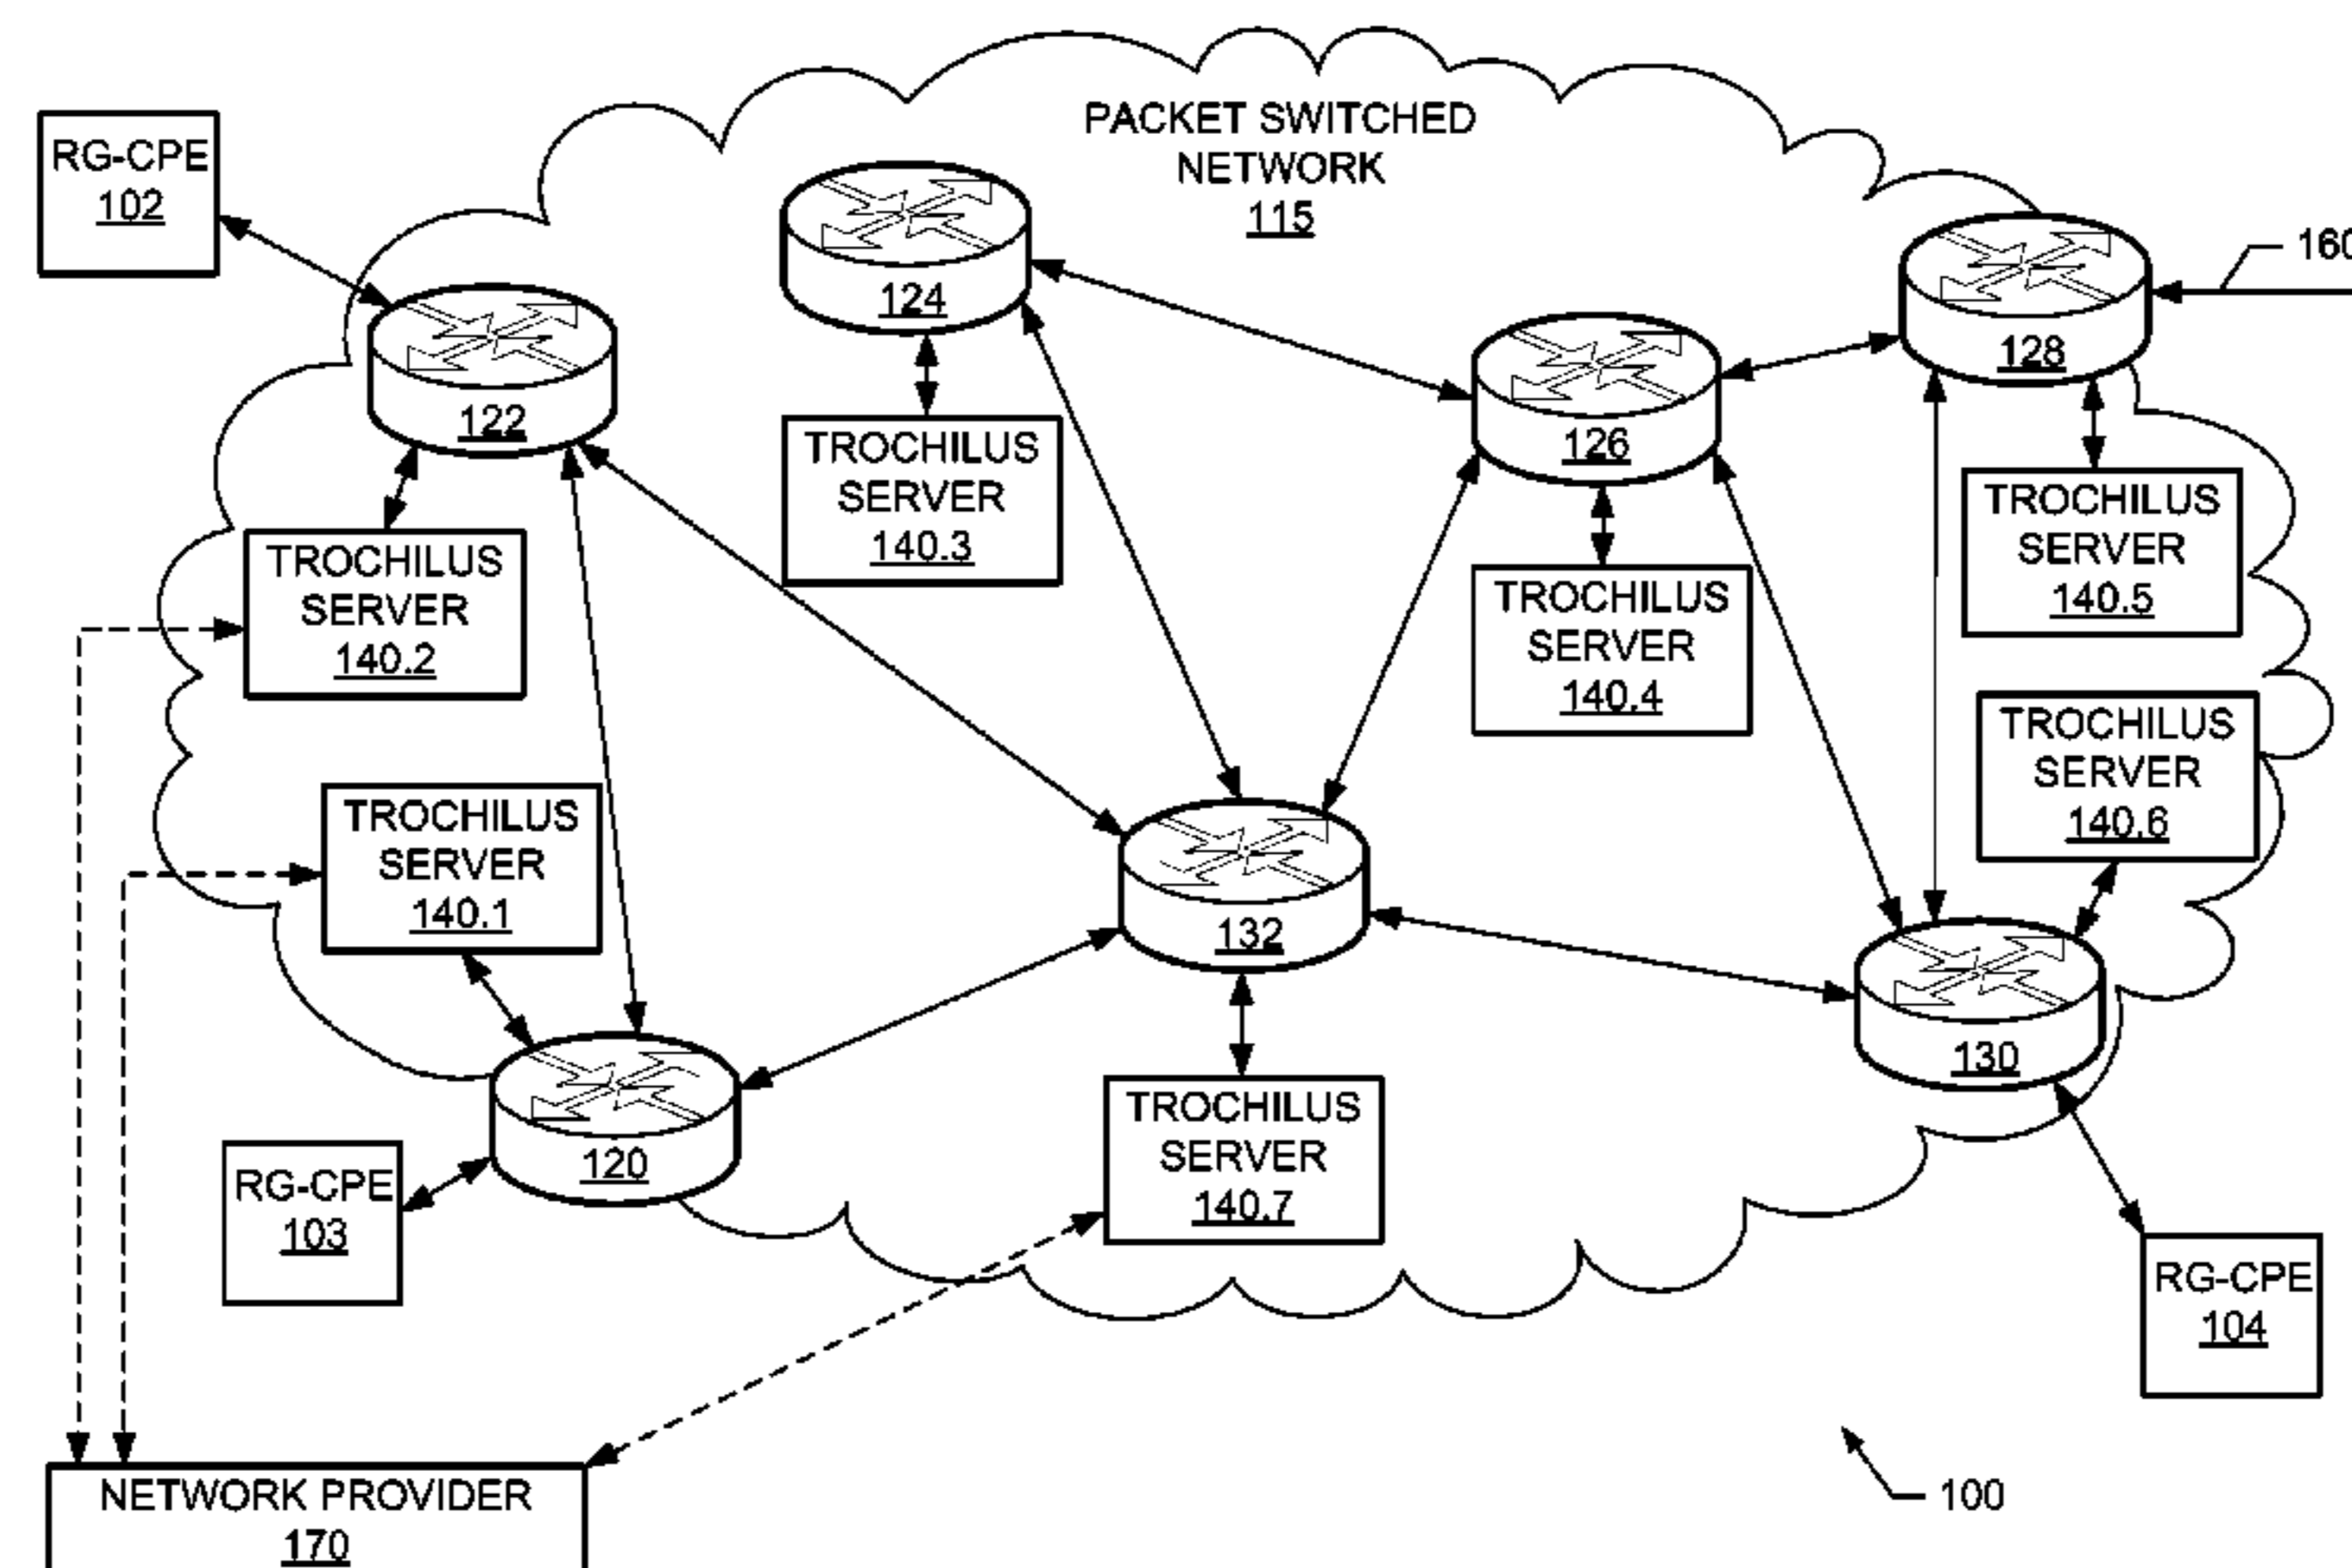 PACKET SWITCHED
NETWORK
115
RG-CPE
102
124
128
160
122
126
TROCHILUS
SERVER
140.3
TROCHILUS
SERVER
140.5
TROCHILUS
SERVER
140.2
TROCHILUS
SERVER
140.4
TROCHILUS
SERVER
140.6
TROCHILUS
SERVER
140.1
132
130
120
TROCHILUS
SERVER
140.7
RG-CPE
103
RG-CPE
104
NETWORK PROVIDER
170
100